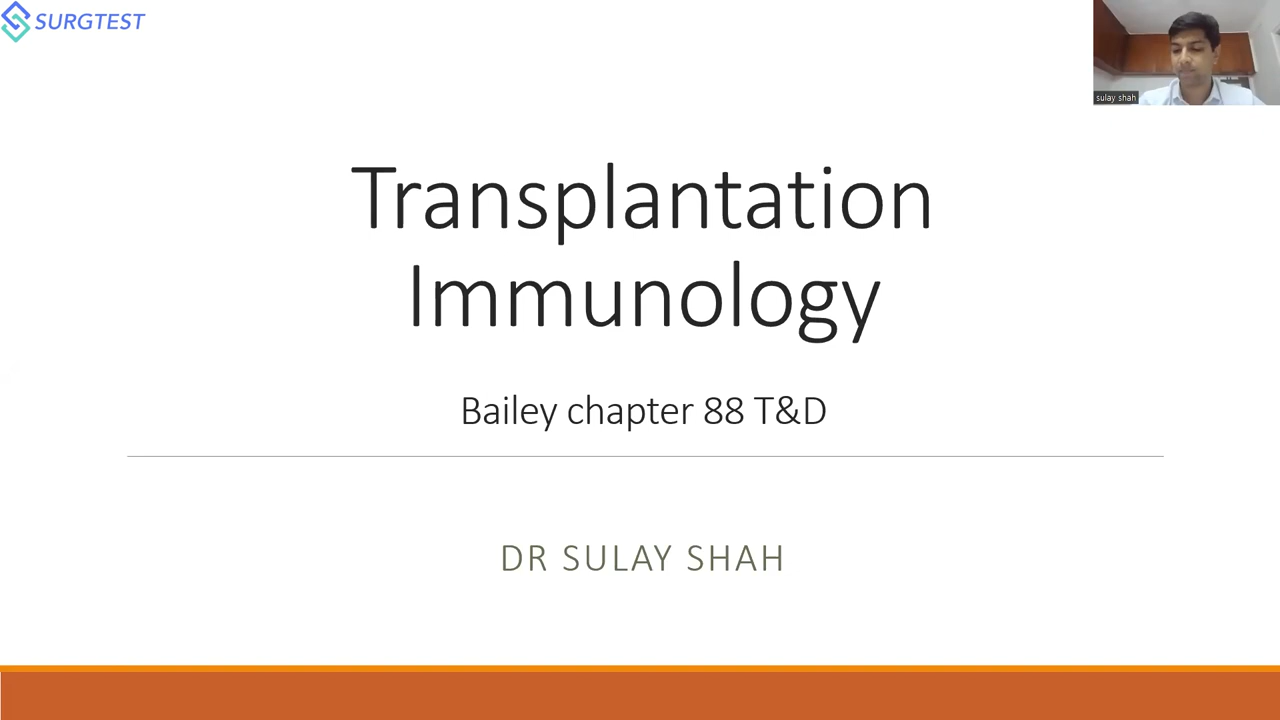 SURGTEST
sulay shah
Transplantation
Immunology
Bailey chapter 88 T&D
DR SULAY SHAH